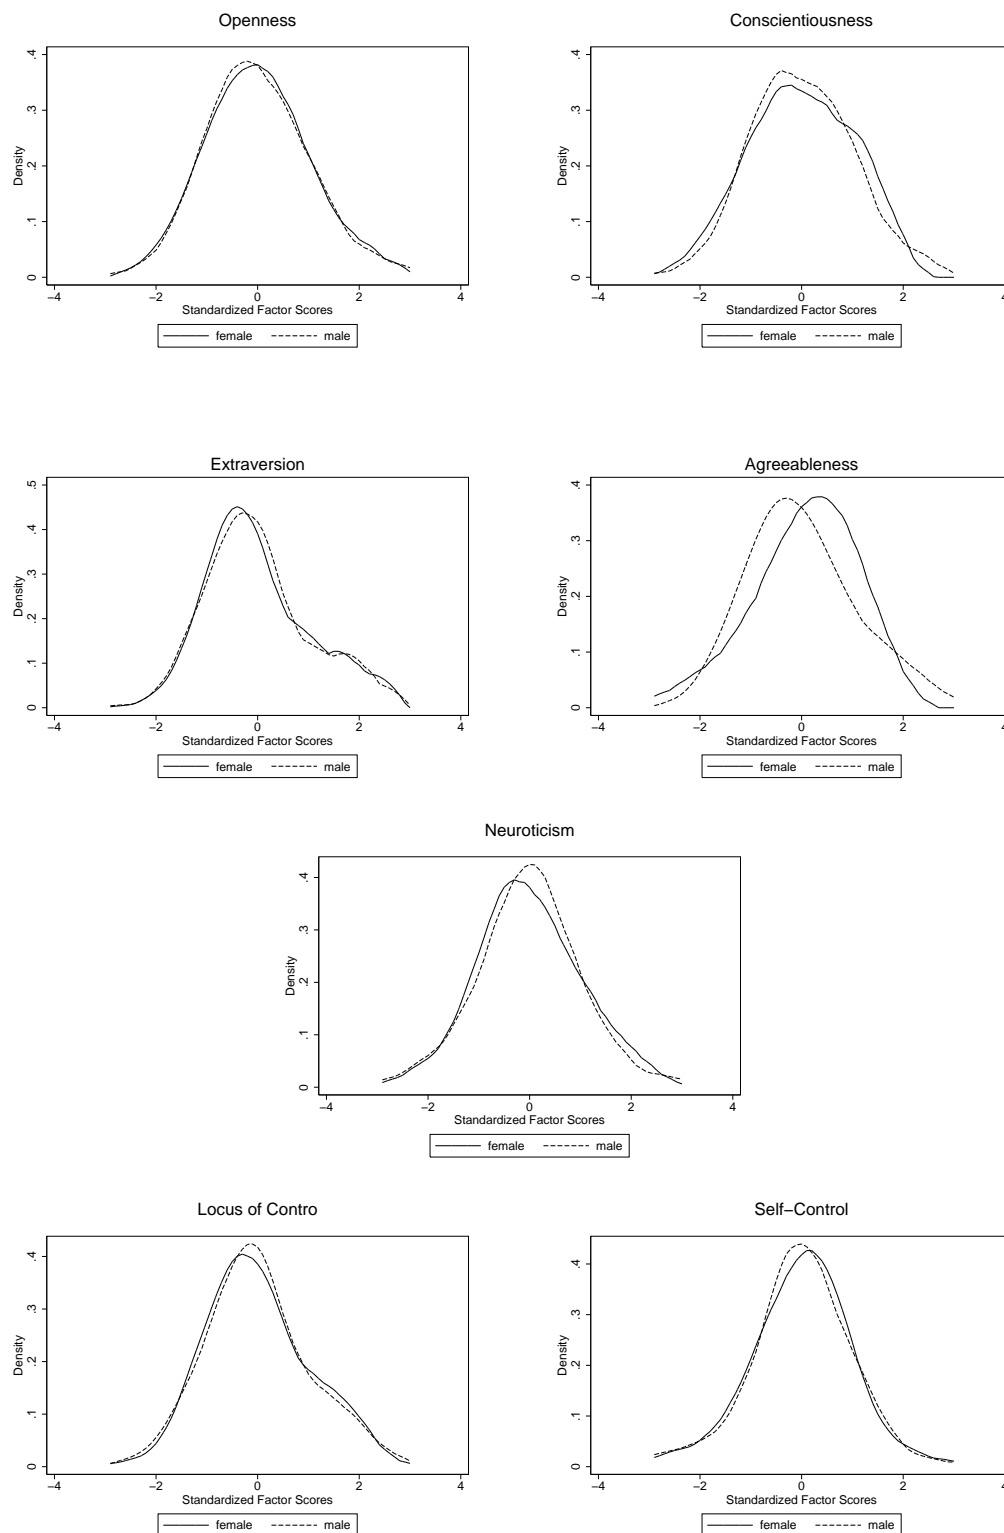 Openness
Conscientiousness
Density
0 .1 .2 .3 .4
−4 −2 0 2 4
Standardized Factor Scores
female male
Density
0 .1 .2 .3 .4
−4 −2 0 2 4
Standardized Factor Scores
female male
Extraversion
Agreeableness
Density
0 .1 .2 .3 .4 .5
−4 −2 0 2 4
Standardized Factor Scores
female male
Density
0 .1 .2 .3 .4
−4 −2 0 2 4
Standardized Factor Scores
female male
Neuroticism
Density
0 .1 .2 .3 .4
−4 −2 0 2 4
Standardized Factor Scores
female male
Locus of Contro
Self−Control
Density
0 .1 .2 .3 .4
−4 −2 0 2 4
Standardized Factor Scores
female male
Density
0 .1 .2 .3 .4
−4 −2 0 2 4
Standardized Factor Scores
female male